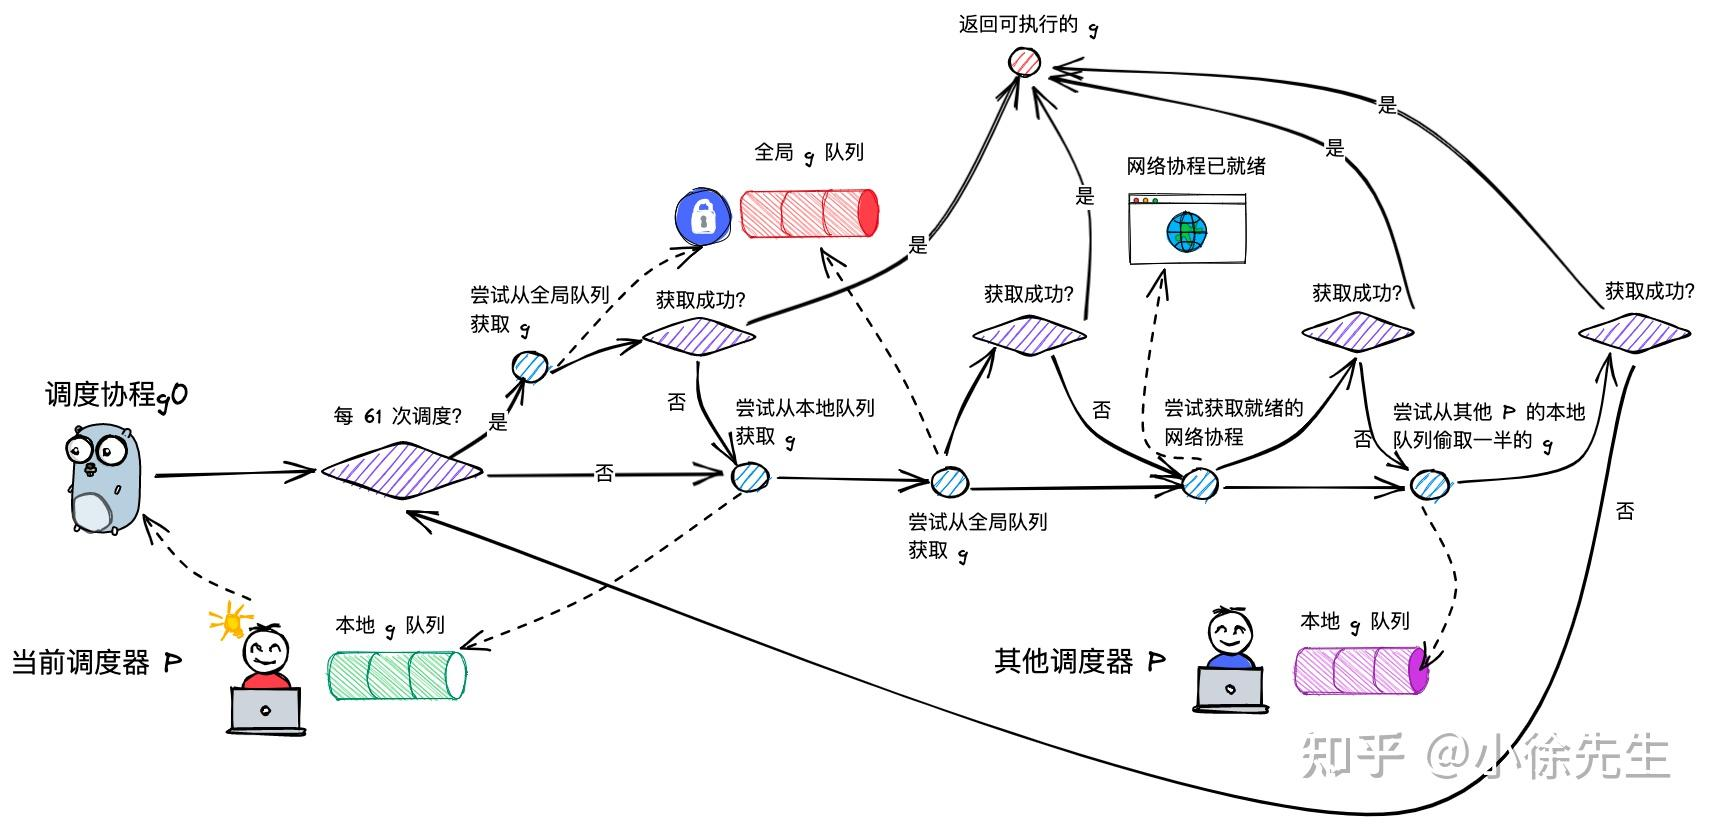 返回可执行的 g
是
是
全局 g 队列
网络协程已就绪
是
是
尝试从全局队列
获取 g
获取成功?
获取成功?
获取成功?
获取成功?
调度协程g0
每 61 次调度?
是
否
尝试从本地队列
获取 g
否
尝试获取就绪的
网络协程
否
尝试从其他 P 的本地
队列偷取一半的 g
否
尝试从全局队列
获取 g
否
当前调度器 P
本地 g 队列
其他调度器 P
本地 g 队列
知乎 @小徐先生